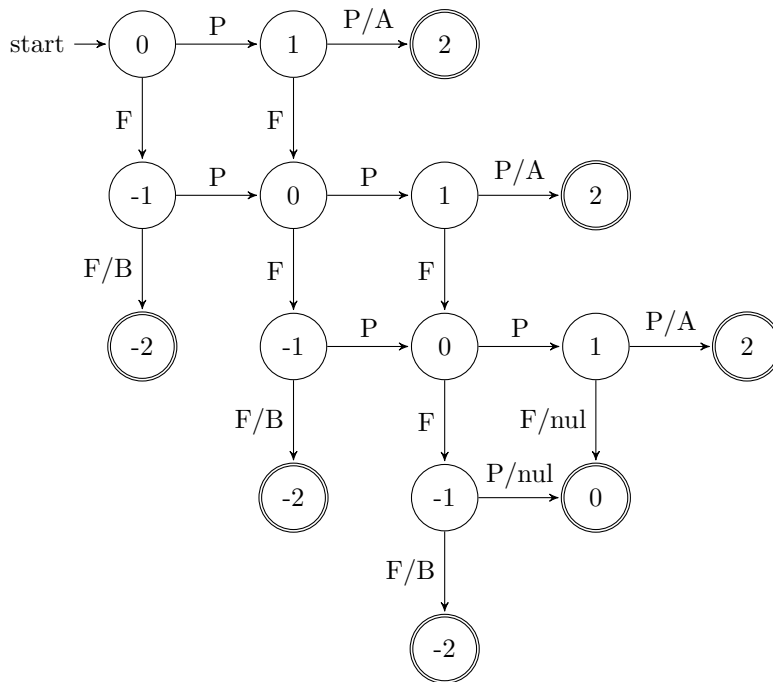 P P/A
start 0 1 2
F F
P P P/A
-1 0 1 2
F/B F F
P P P/A
-2 -1 0 1 2
F/B F F/nul
P/nul
-2 -1 0
F/B
-2